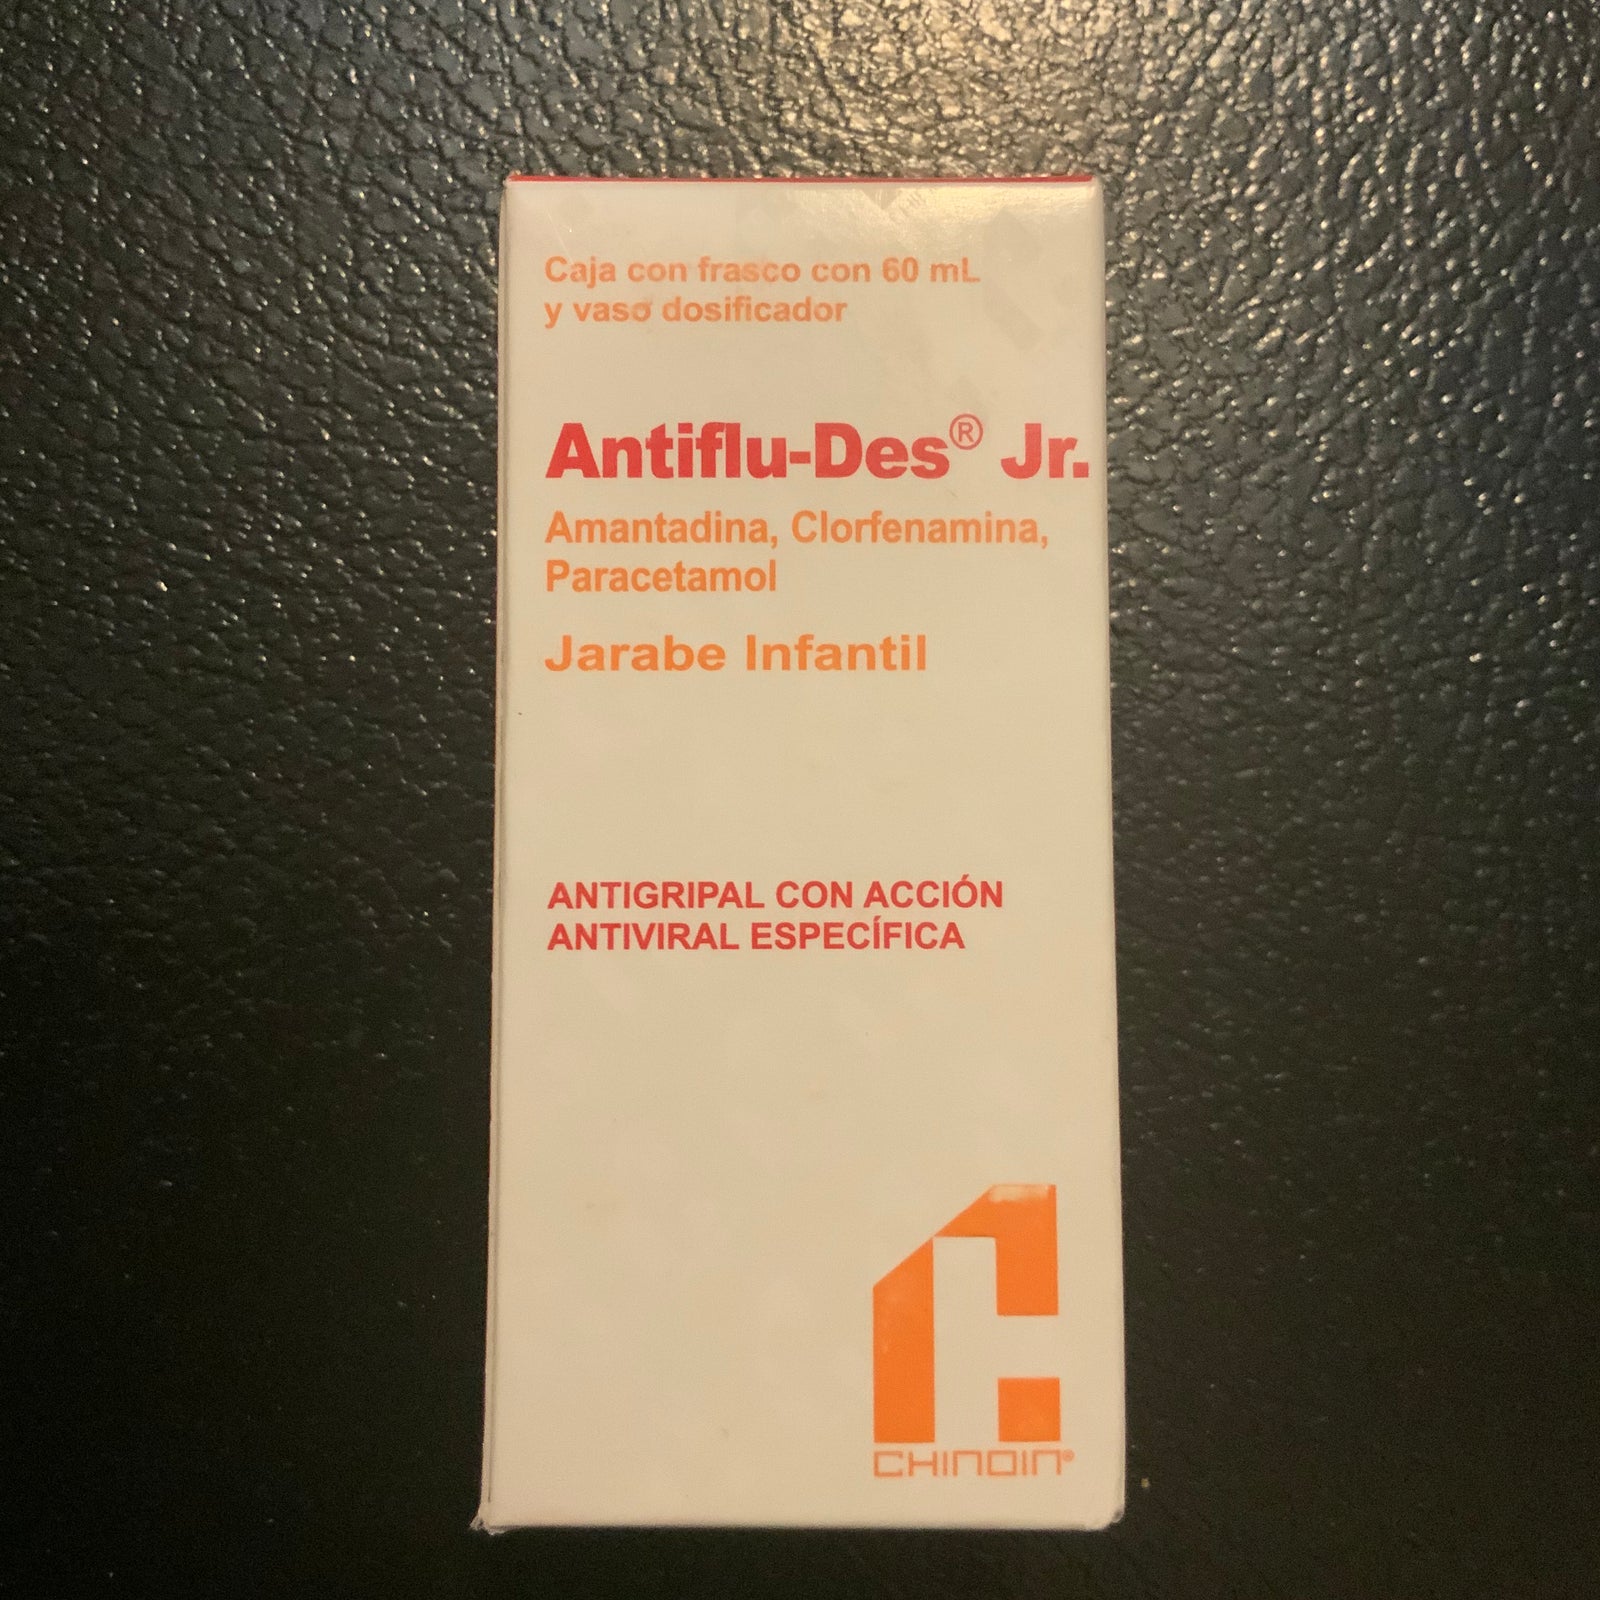 Caja con frasco con 60 mL
y vaso dosificador
Antiflu-Des® Jr.
Amantadina, Clorfenamina,
Paracetamol
Jarabe Infantil
ANTIGRIPAL CON ACCIÓN
ANTIVIRAL ESPECÍFICA
CHINOIN®